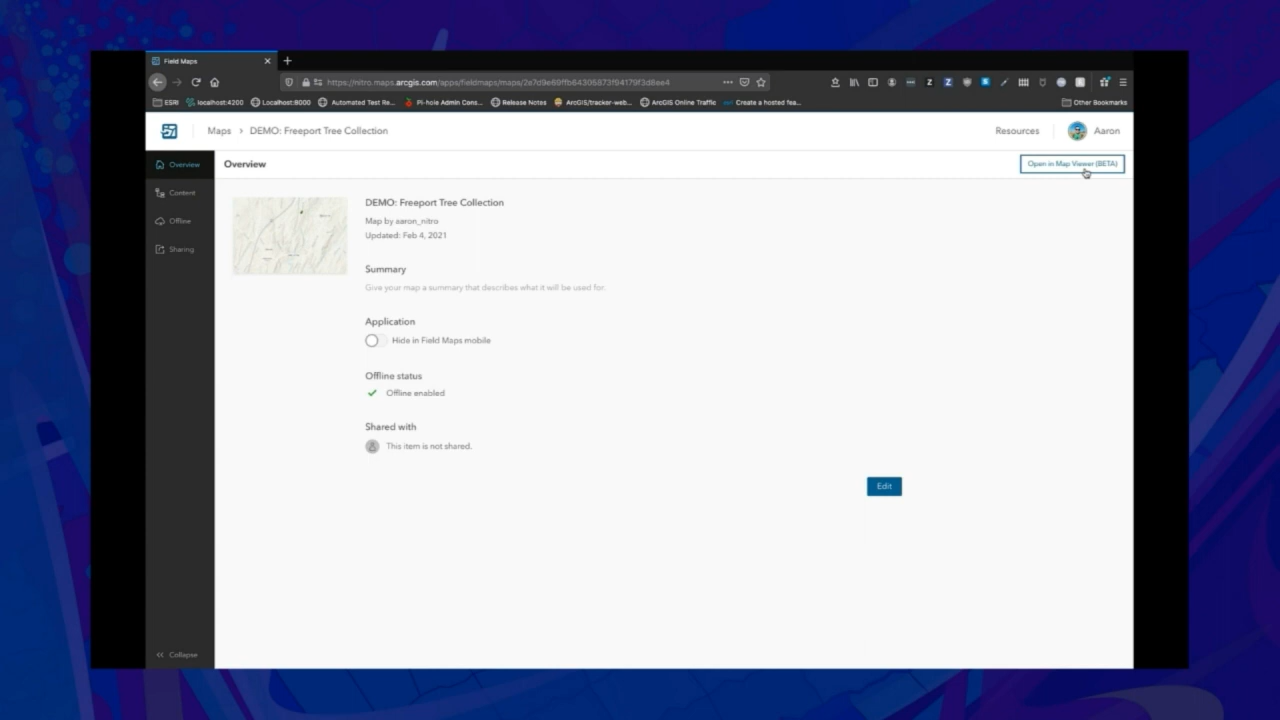 Field Maps
https://nitro.maps.arcgis.com/apps/fieldmaps/maps/2e7d9e69ffb64305873f94179f3d8ee4
ESRI localhost:4200 Localhost:8000 Automated Test Re... Pi-hole Admin Cons... Release Notes ArcGIS/tracker-web... ArcGIS Online Traffic Create a hosted fea... Other Bookmarks
Maps > DEMO: Freeport Tree Collection Resources Aaron
Overview
Overview
Open in Map Viewer (BETA)
Content
Offline
Sharing
DEMO: Freeport Tree Collection
Map by aaron_nitro
Updated: Feb 4, 2021
Summary
Give your map a summary that describes what it will be used for.
Application
Hide in Field Maps mobile
Offline status
Offline enabled
Shared with
This item is not shared.
Edit
Collapse